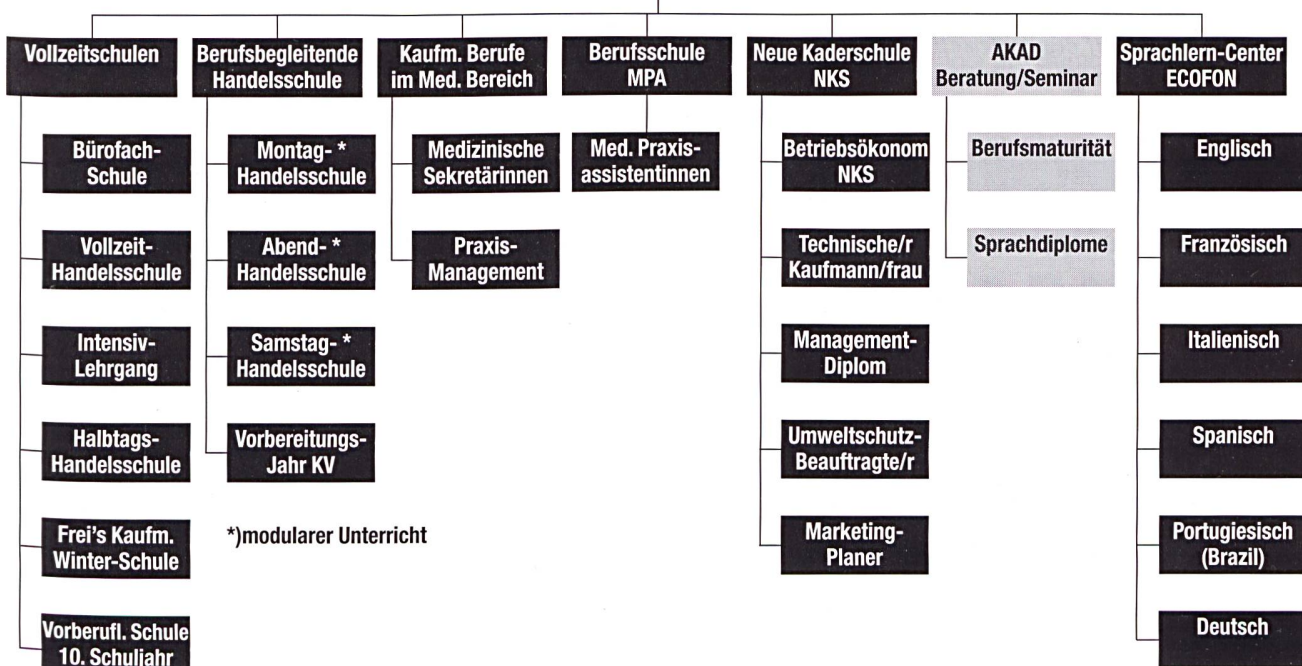 Vollzeitschulen
Bürofach-
Schule
Vollzeit-
Handelsschule
Intensiv-
Lehrgang
Halbtags-
Handelsschule
Frei's Kaufm.
Winter-Schule
Vorberufl. Schule
10. Schuljahr
Berufsbegleitende
Handelsschule
Montag- *
Handelsschule
Abend- *
Handelsschule
Samstag- *
Handelsschule
Vorbereitungs-
Jahr KV
*)modularer Unterricht
Kaufm. Berufe
im Med. Bereich
Medizinische
Sekretärinnen
Praxis-
Management
Berufsschule
MPA
Med. Praxis-
assistentinnen
Neue Kaderschule
NKS
Betriebsökonom
NKS
Technische/r
Kaufmann/frau
Management-
Diplom
Umweltschutz-
Beauftragte/r
Marketing-
Planer
AKAD
Beratung/Seminar
Berufsmaturität
Sprachdiplome
Sprachlern-Center
ECOFON
Englisch
Französisch
Italienisch
Spanisch
Portugiesisch
(Brazil)
Deutsch